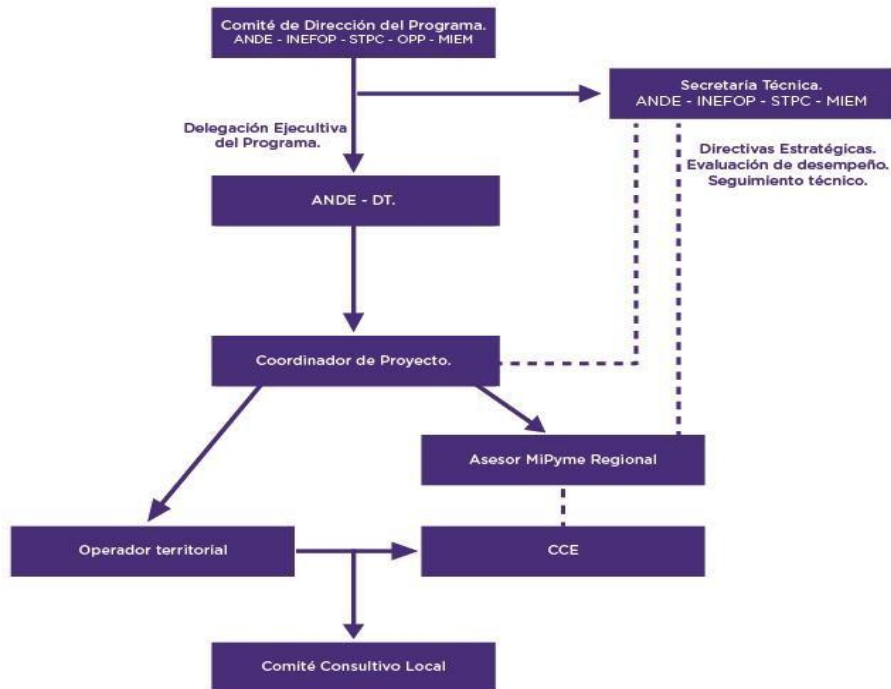 Comité de Dirección del Programa.
ANDE - INEFOP - STPC - OPP - MIEM
Secretaria Técnica.
ANDE - INEFOP - STPC - MIEM
Delegación Ejecutiva
del Programa.
Directivas Estratégicas.
Evaluación de desempeño.
Seguimiento técnico.
ANDE - DT.
Coordinador de Proyecto.
Asesor MiPyme Regional
Operador territorial
CCE
Comité Consultivo Local